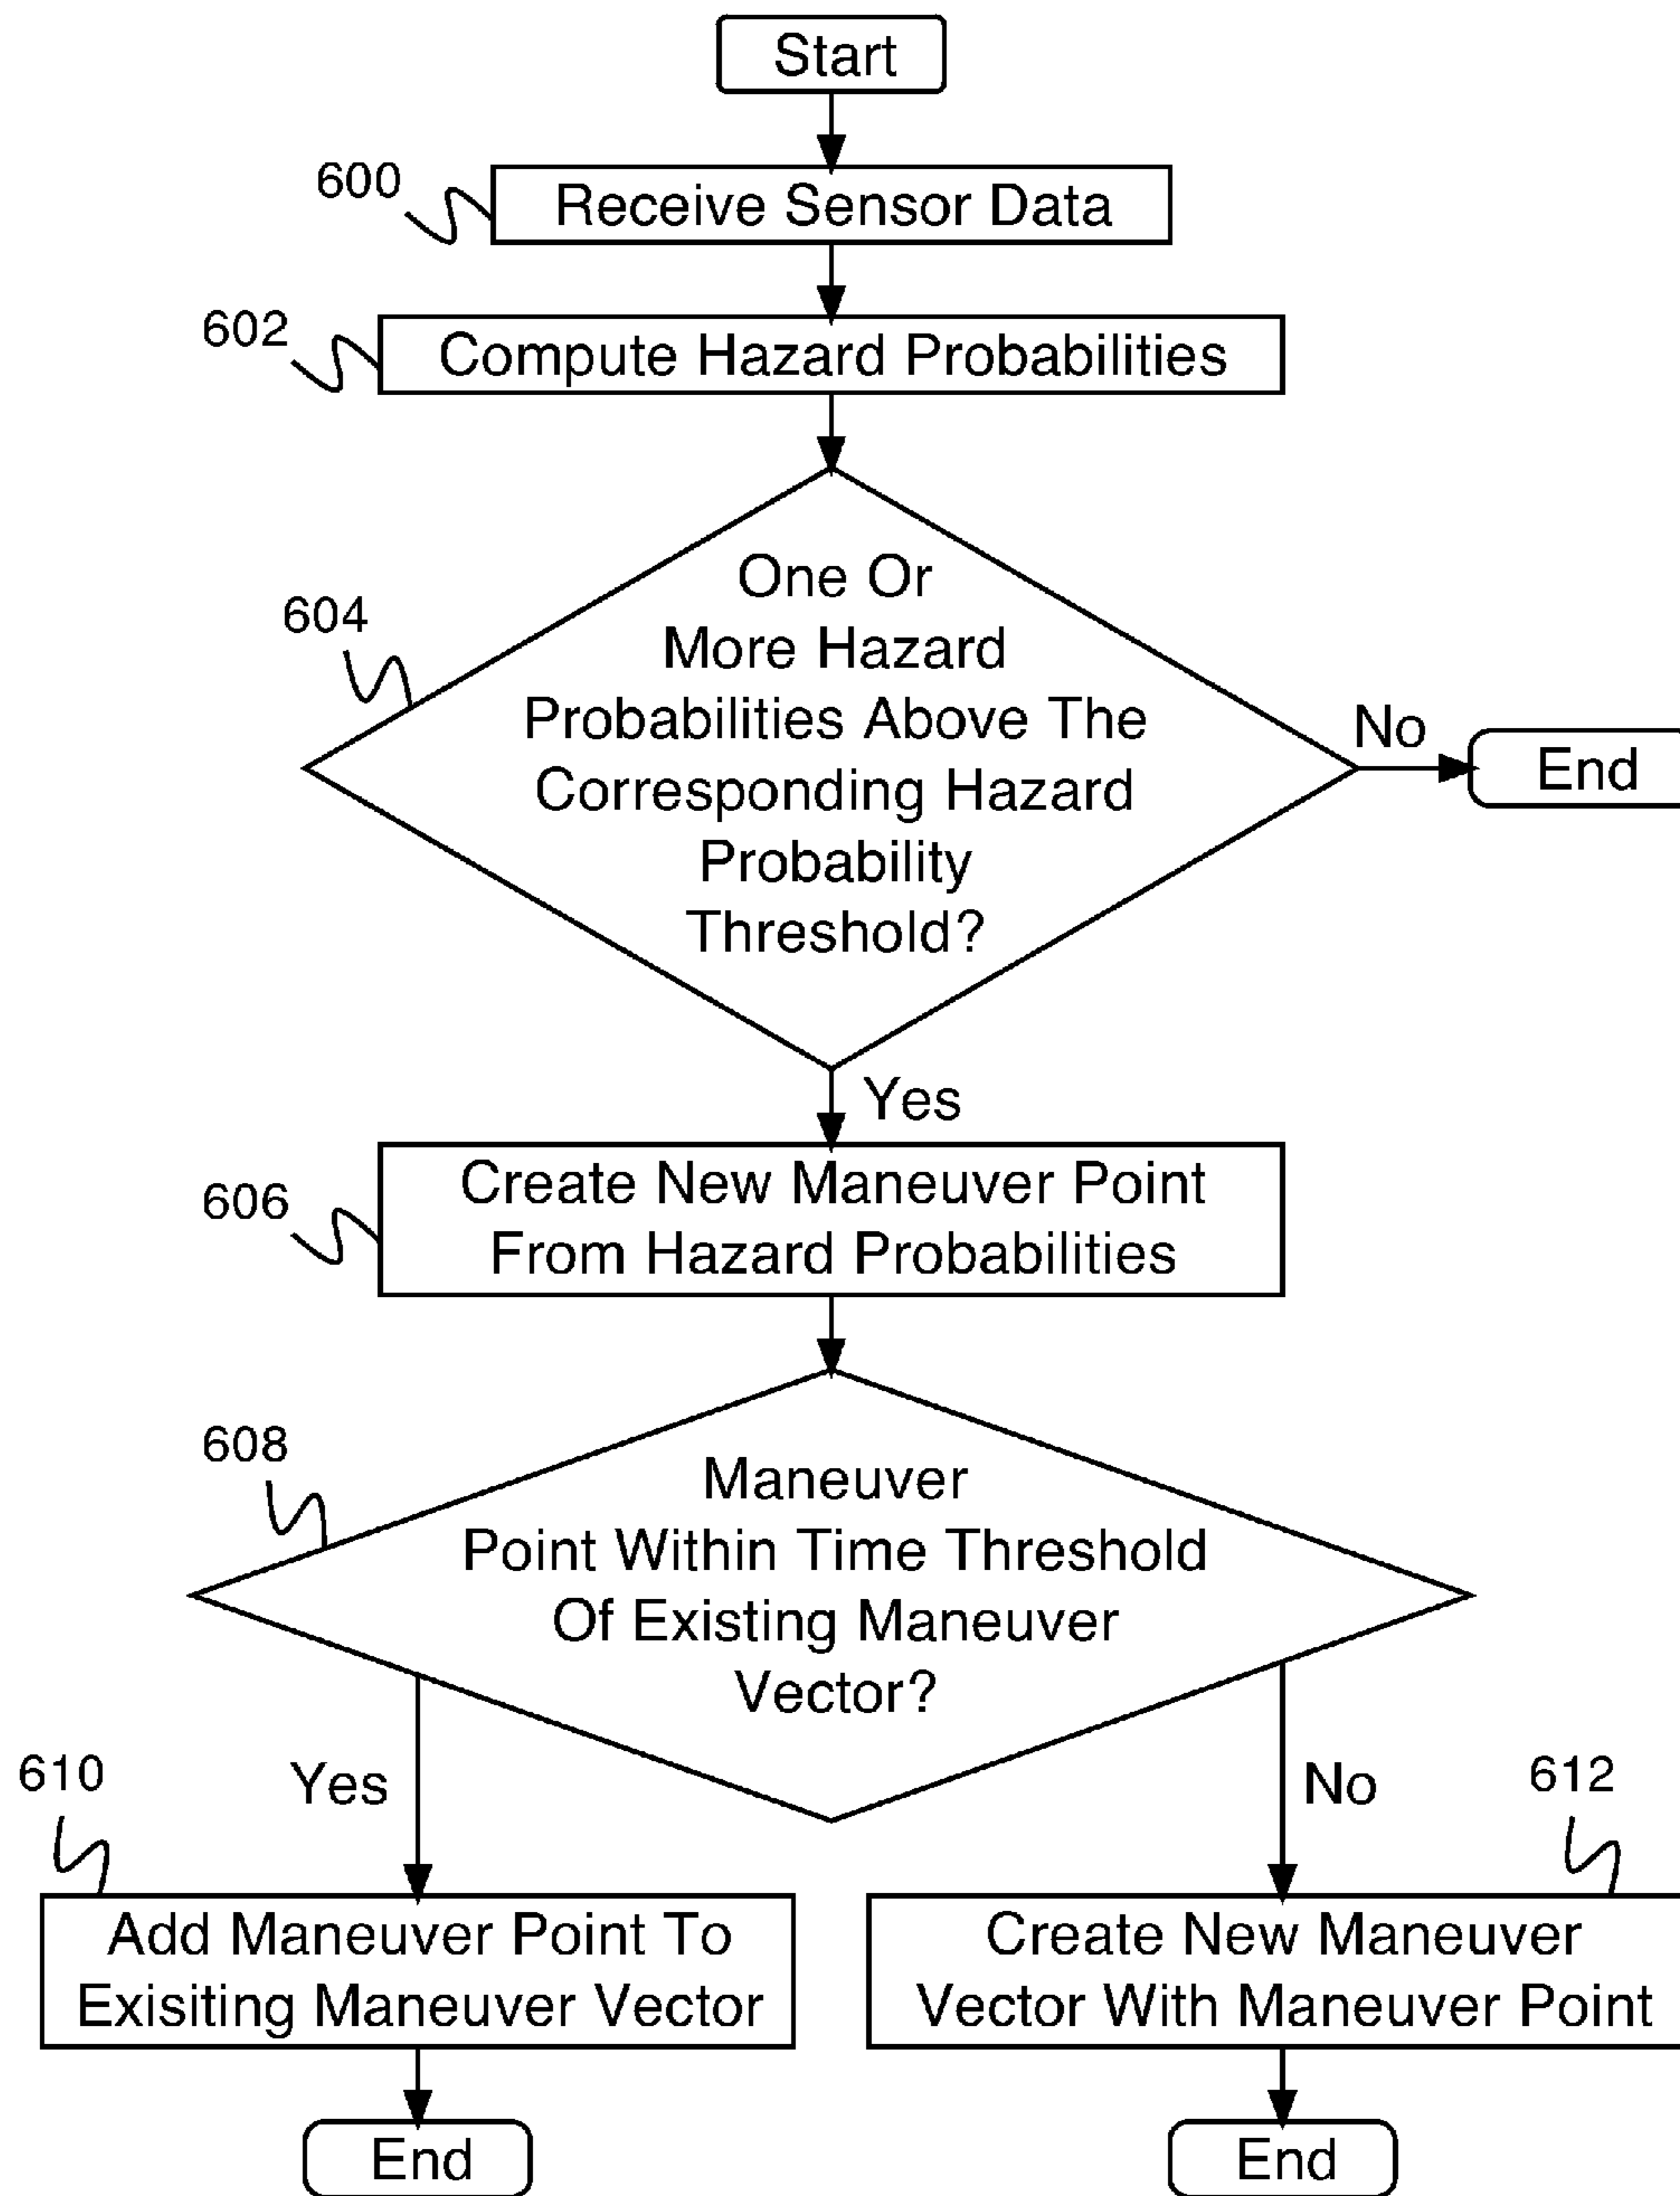 Start
600
Receive Sensor Data
602
Compute Hazard Probabilities
604
One Or
More Hazard
Probabilities Above The
Corresponding Hazard
Probability
Threshold?
No
End
Yes
606
Create New Maneuver Point
From Hazard Probabilities
608
Maneuver
Point Within Time Threshold
Of Existing Maneuver
Vector?
610
Yes
No
612
Add Maneuver Point To
Exisiting Maneuver Vector
Create New Maneuver
Vector With Maneuver Point
End
End